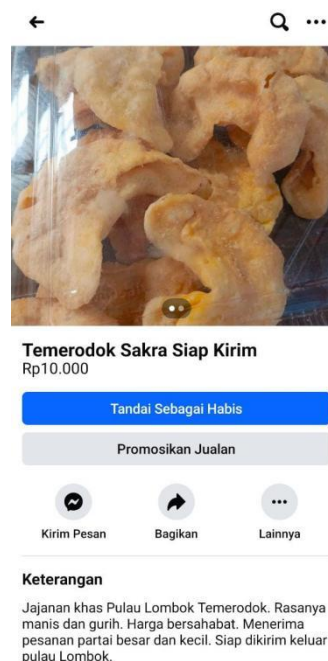 Temerodok Sakra Siap Kirim
Rp10.000
Tandai Sebagai Habis
Promosikan Jualan
Kirim Pesan
Bagikan
Lainnya
Keterangan
Jajanan khas Pulau Lombok Temerodok. Rasanya
manis dan gurih. Harga bersahabat. Menerima
pesanan partai besar dan kecil. Siap dikirim keluar
pulau Lombok.